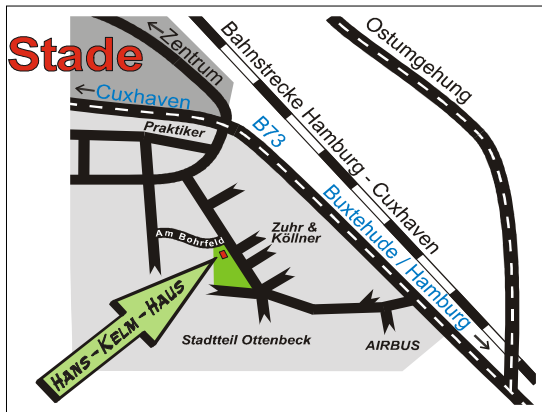 Stade
←Zentrum
←Cuxhaven
Praktiker
B73
Bahnstrecke Hamburg - Cuxhaven
Ostumgehung
Buxtehude / Hamburg →
Am Bohrfeld
Zuhr &
Köllner
HANS-KELM-HAUS
Stadtteil Ottenbeck
AIRBUS